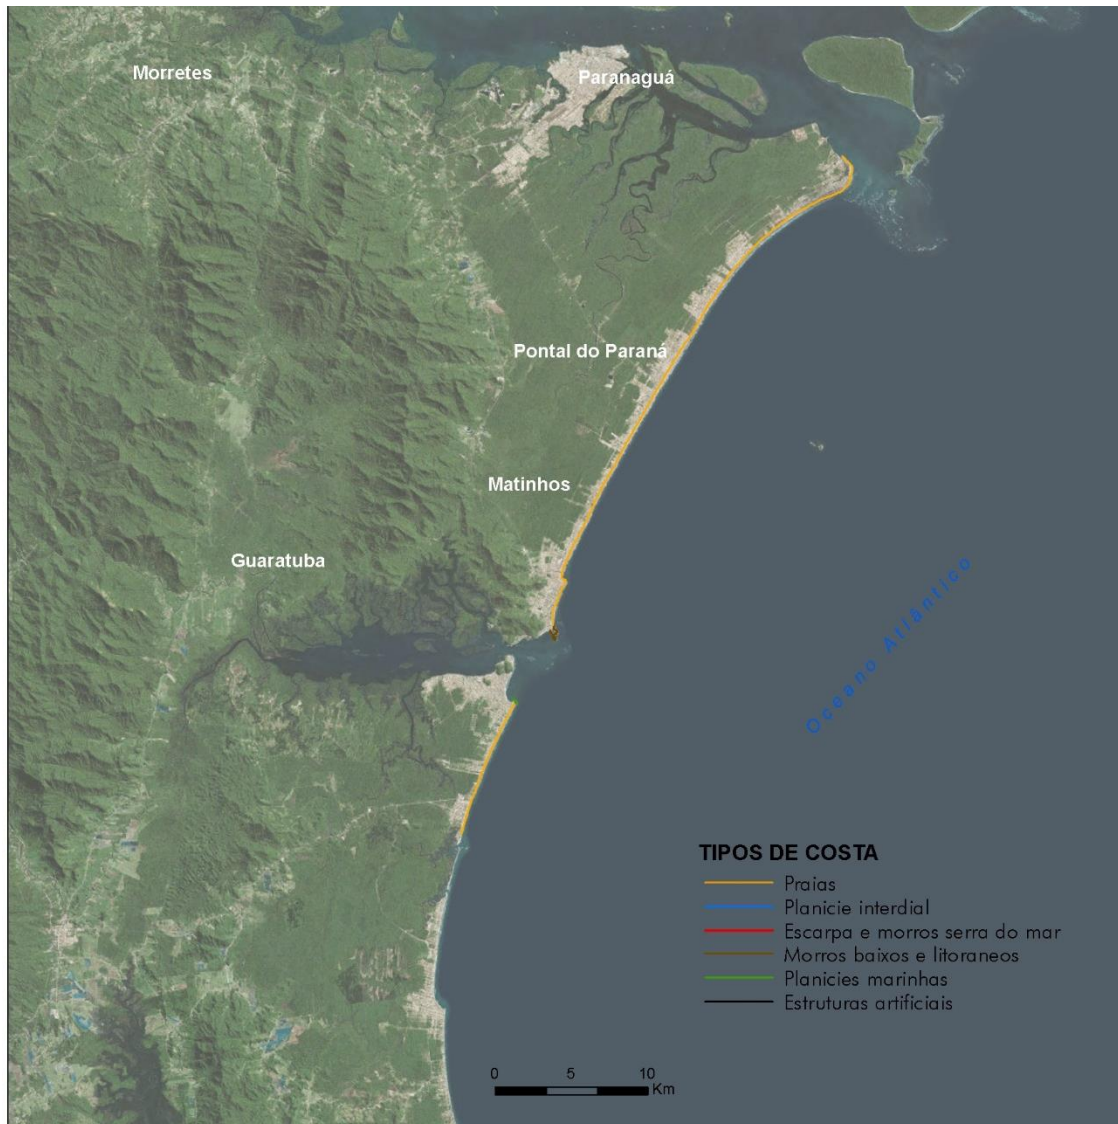 Morretes
Paranaguá
Pontal do Paraná
Matinhos
Guaratuba
Oceano Atlântico
TIPOS DE COSTA
Praias
Planicie interdial
Escarpa e morros serra do mar
Morros baixos e litoraneos
Planicies marinhas
Estruturas artificiais
0 5 10
Km